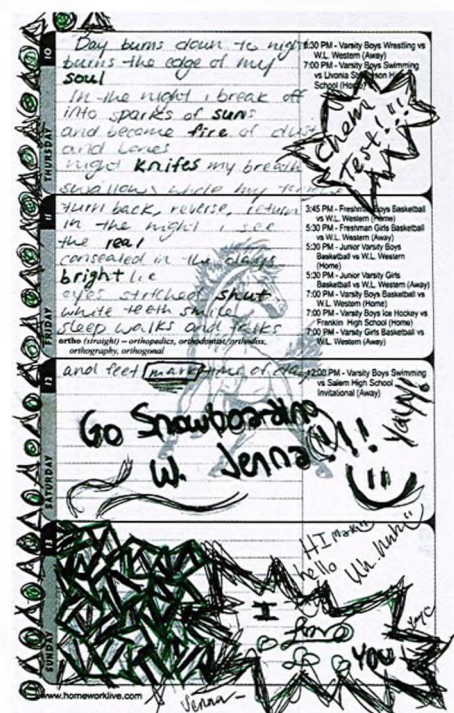 10
THURSDAY
Day burns down to night
burns the edge of my
soul
In the night i break off
into sparks of suns
and become fire of dust
and bones
night knifes my breath
swallows whole my
6:30 PM - Varsity Boys Wrestling vs
W.L. Western (Away)
7:00 PM - Varsity Boys Swimming
vs Livonia Stevenson High
School (Home)
Chem
Test!!!
11
FRIDAY
turn back, reverse, return
in the night i see
the real
consealed in the days
bright lie
eyes stitched shut
white teeth smile
sleep walks and talks
ortho (straight) – orthopedics, orthodontist/orthodox,
orthography, orthogonal
3:45 PM - Freshman Boys Basketball
vs W.L. Western (Home)
5:30 PM - Freshman Girls Basketball
vs W.L. Western (Away)
5:30 PM - Junior Varsity Boys
Basketball vs W.L. Western
(Home)
5:30 PM - Junior Varsity Girls
Basketball vs W.L. Western (Away)
7:00 PM - Varsity Boys Basketball vs
W.L. Western (Home)
7:00 PM - Varsity Boys Ice Hockey vs
Franklin High School (Home)
7:00 PM - Varsity Girls Basketball vs
W.L. Western (Away)
12
SATURDAY
and feet mark time of day
12:00 PM - Varsity Boys Swimming
vs Salem High School
Invitational (Away)
Go Snowboarding
W. Jenna!!!
Yayy!
13
SUNDAY
HI
hello
I
Love
YOU
Jenna
www.homeworklive.com